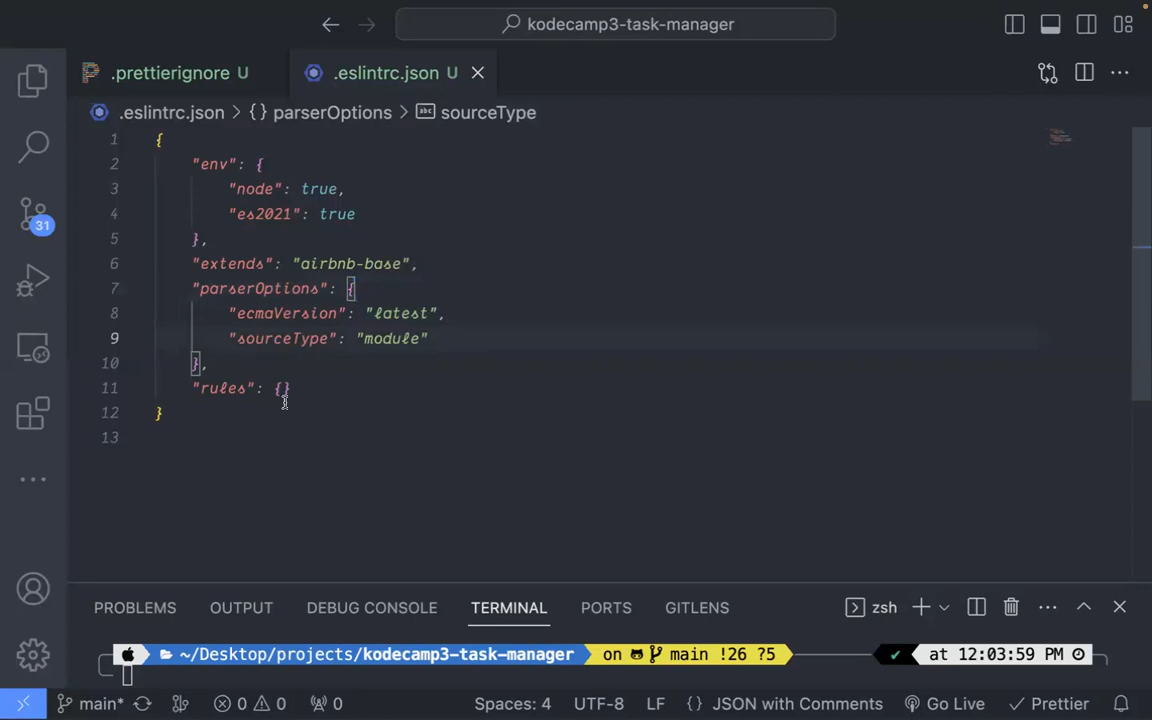 kodecamp3-task-manager
.prettierignore U
.eslintrc.json U
.eslintrc.json > {} parserOptions > abc sourceType
1 {
2 "env": {
3 "node": true,
4 "es2021": true
5 },
6 "extends": "airbnb-base",
7 "parserOptions": {
8 "ecmaVersion": "latest",
9 "sourceType": "module"
10 },
11 "rules": {}
12 }
13
31
PROBLEMS OUTPUT DEBUG CONSOLE TERMINAL PORTS GITLENS zsh
~/Desktop/projects/kodecamp3-task-manager on main !26 ?5 ✔ at 12:03:59 PM
main* 0 0 0 Spaces: 4 UTF-8 LF {} JSON with Comments Go Live ✓ Prettier